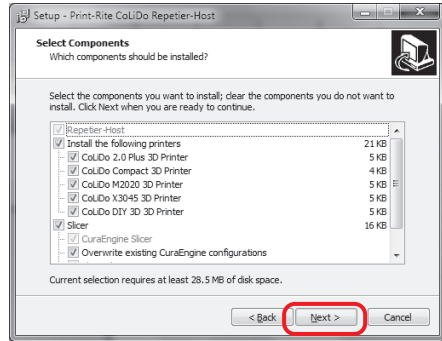 Setup - Print-Rite CoLiDo Repetier-Host
Select Components
Which components should be installed?
Select the components you want to install; clear the components you do not want to
install. Click Next when you are ready to continue.
Repetier-Host
Install the following printers 21 KB
CoLiDo 2.0 Plus 3D Printer 5 KB
CoLiDo Compact 3D Printer 4 KB
CoLiDo M2020 3D Printer 5 KB
CoLiDo X3045 3D Printer 5 KB
CoLiDo DIY 3D 3D Printer 5 KB
Slicer 16 KB
CuraEngine Slicer
Overwrite existing CuraEngine configurations
Current selection requires at least 28.5 MB of disk space.
< Back Next > Cancel